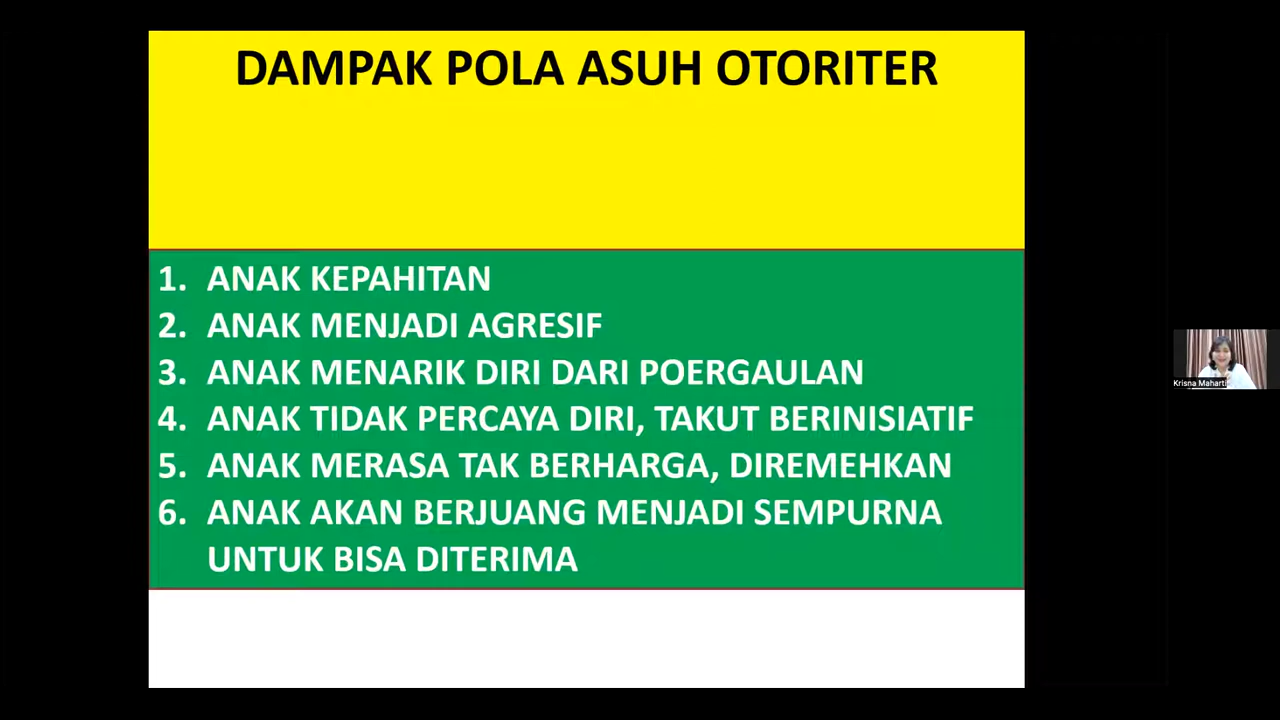 DAMPAK POLA ASUH OTORITER
1. ANAK KEPAHITAN
2. ANAK MENJADI AGRESIF
3. ANAK MENARIK DIRI DARI POERGAULAN
4. ANAK TIDAK PERCAYA DIRI, TAKUT BERINISIATIF
5. ANAK MERASA TAK BERHARGA, DIREMEHKAN
6. ANAK AKAN BERJUANG MENJADI SEMPURNA
UNTUK BISA DITERIMA
Krisna